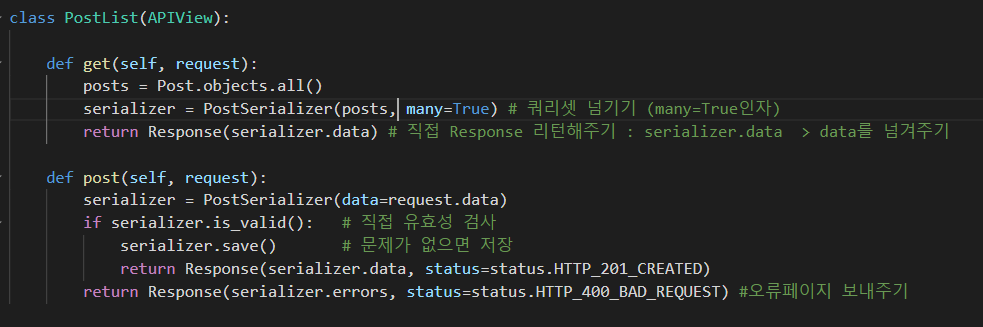 class PostList(APIView):
    def get(self, request):
        posts = Post.objects.all()
        serializer = PostSerializer(posts, many=True) # 쿼리셋 넘기기 (many=True인자)
        return Response(serializer.data) # 직접 Response 리턴해주기 : serializer.data  > data를 넘겨주기
    def post(self, request):
        serializer = PostSerializer(data=request.data)
        if serializer.is_valid():   # 직접 유효성 검사
            serializer.save()       # 문제가 없으면 저장
            return Response(serializer.data, status=status.HTTP_201_CREATED)
        return Response(serializer.errors, status=status.HTTP_400_BAD_REQUEST) #오류페이지 보내주기